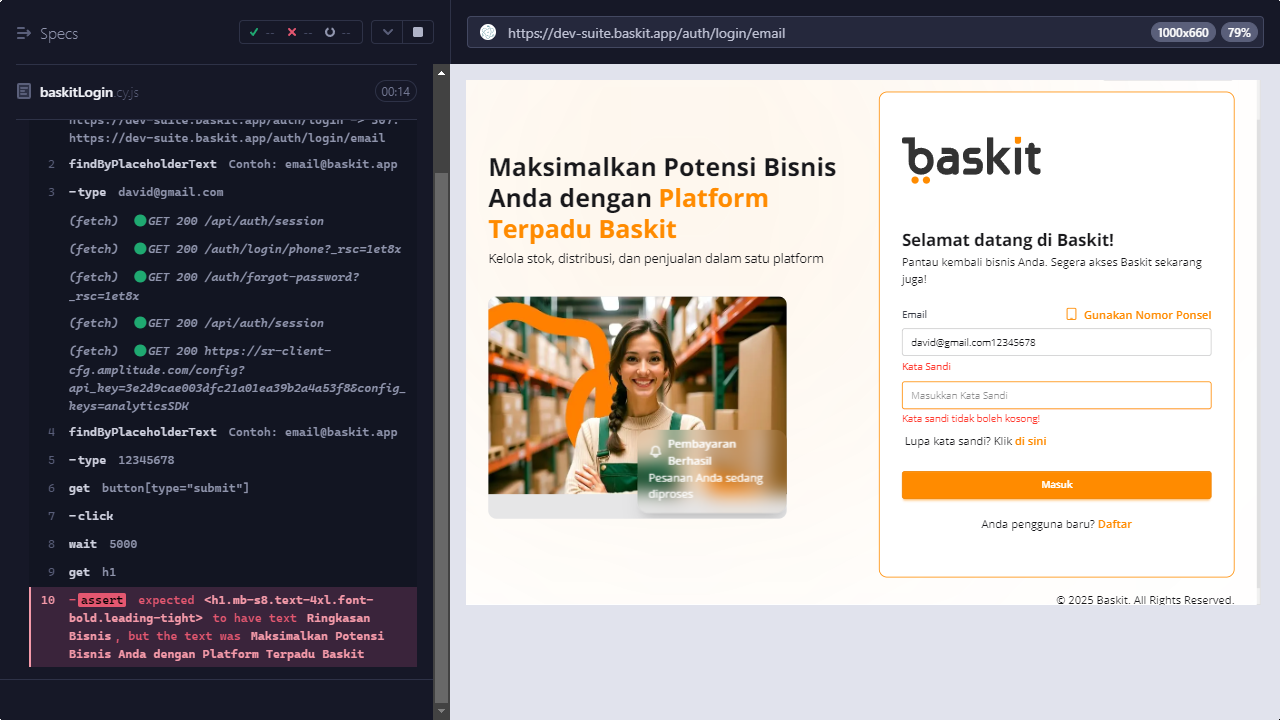 Specs
--
--
--
https://dev-suite.baskit.app/auth/login/email
1000x660
79%
baskitLogin.cy.js
00:14
https://dev-suite.baskit.app/auth/login -> 307:
https://dev-suite.baskit.app/auth/login/email
2 findByPlaceholderText Contoh: email@baskit.app
3 -type david@gmail.com
(fetch) GET 200 /api/auth/session
(fetch) GET 200 /auth/login/phone?_rsc=1et8x
(fetch) GET 200 /auth/forgot-password?
_rsc=1et8x
(fetch) GET 200 /api/auth/session
(fetch) GET 200 https://sr-client-
cfg.amplitude.com/config?
api_key=3e2d9cae003dfc21a01ea39b2a4a53f8&config_
keys=analyticsSDK
4 findByPlaceholderText Contoh: email@baskit.app
5 -type 12345678
6 get button[type="submit"]
7 -click
8 wait 5000
9 get h1
10 -assert expected <h1.mb-s8.text-4xl.font-
bold.leading-tight> to have text Ringkasan
Bisnis, but the text was Maksimalkan Potensi
Bisnis Anda dengan Platform Terpadu Baskit
Maksimalkan Potensi Bisnis
Anda dengan Platform
Terpadu Baskit
Kelola stok, distribusi, dan penjualan dalam satu platform
Pembayaran
Berhasil
Pesanan Anda sedang
diproses
baskit
Selamat datang di Baskit!
Pantau kembali bisnis Anda. Segera akses Baskit sekarang
juga!
Email
Gunakan Nomor Ponsel
david@gmail.com12345678
Kata Sandi
Masukkan Kata Sandi
Kata sandi tidak boleh kosong!
Lupa kata sandi? Klik di sini
Masuk
Anda pengguna baru? Daftar
© 2025 Baskit. All Rights Reserved.